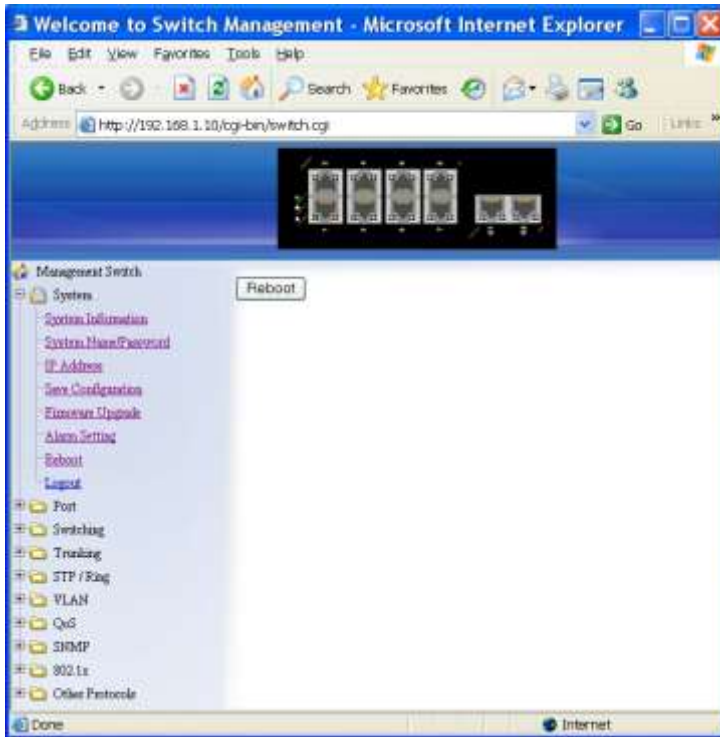 Welcome to Switch Management - Microsoft Internet Explorer
File Edit View Favorites Tools Help
Back Search Favorites
Address http://192.168.1.10/cgi-bin/switch.cgi Go Links »
Management Switch
System
System Information
System Name/Password
IP Address
Save Configuration
Firmware Upgrade
Alarm Setting
Reboot
Logout
Port
Switching
Trunking
STP / Ring
VLAN
QoS
SNMP
802.1x
Other Protocols
Reboot
Done Internet